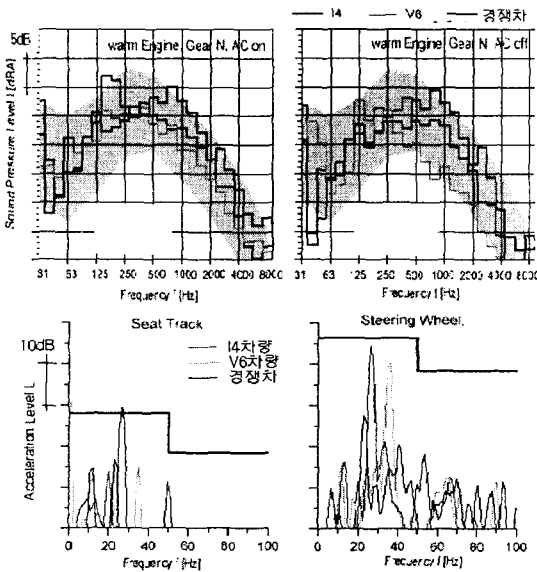 I4 V6 경쟁차
5dB
warm Engine, Gear N, AC on
warm Engine, Gear N, AC off
Sound Pressure Level L [dBA]
31 63 125 250 500 1000 2000 4000 8000
31 63 125 250 500 1000 2000 4000 8000
Frequency f [Hz]
Frequency f [Hz]
Seat Track
Steering Wheel
10dB
I4차량
V6차량
경쟁차
Acceleration Level L
0 20 40 60 80 100
0 20 40 60 80 100
Frequency f [Hz]
Frequency f [Hz]